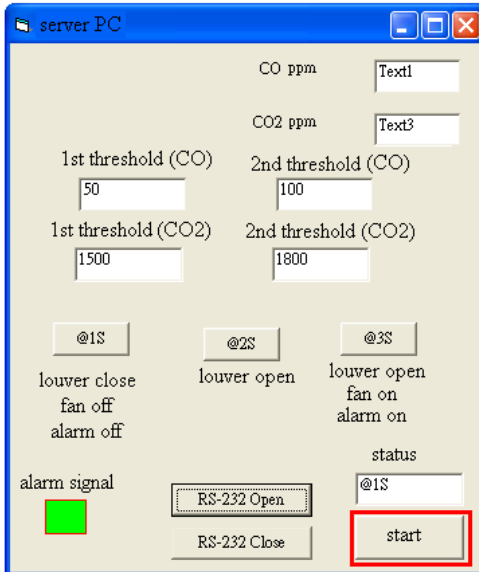 server PC
CO ppm
Text1
CO2 ppm
Text3
1st threshold (CO)
2nd threshold (CO)
50
100
1st threshold (CO2)
2nd threshold (CO2)
1500
1800
@1S
@2S
@3S
louver close
fan off
alarm off
louver open
louver open
fan on
alarm on
status
@1S
alarm signal
RS-232 Open
RS-232 Close
start